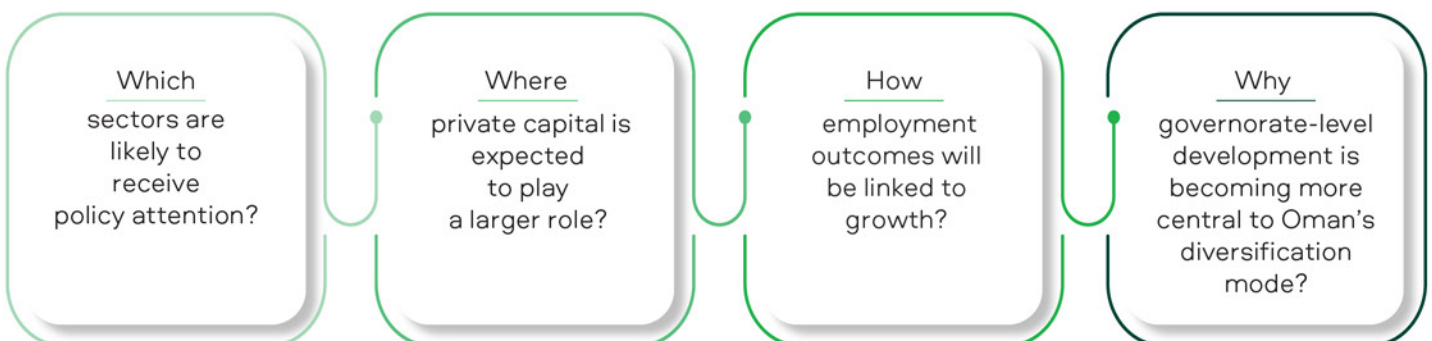 Which
sectors are
likely to
receive
policy attention?
Where
private capital is
expected
to play
a larger role?
How
employment
outcomes will
be linked to
growth?
Why
governorate-level
development is
becoming more
central to Oman's
diversification
mode?